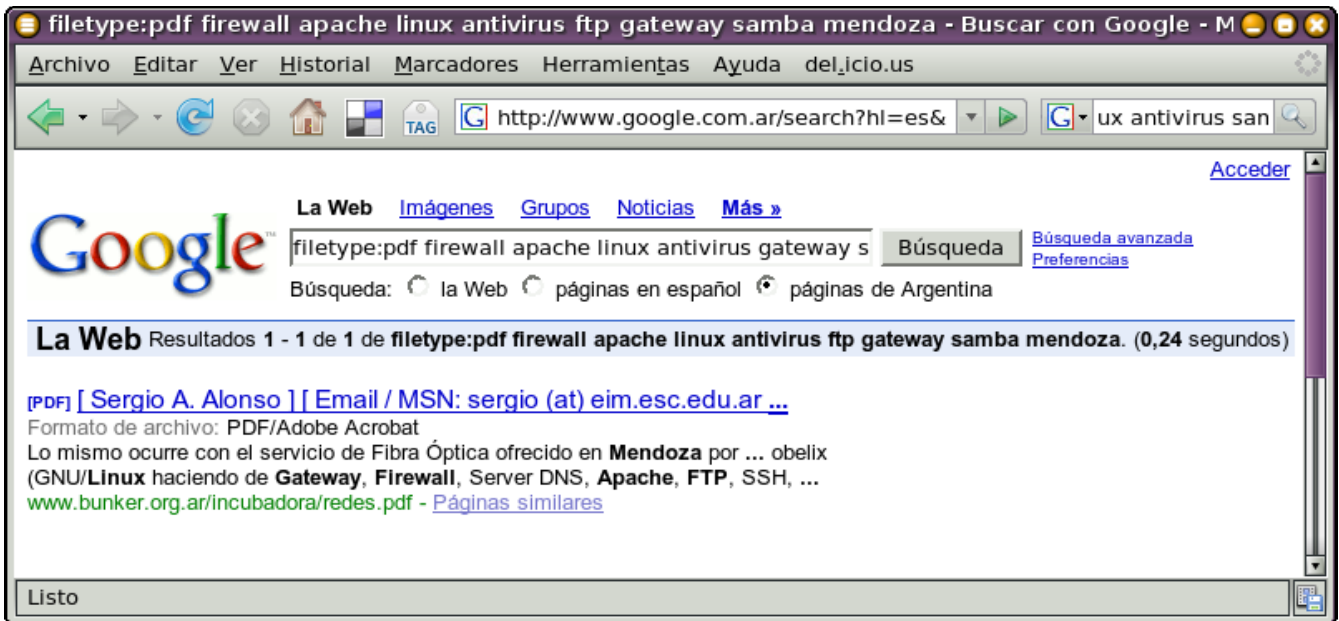 filetype:pdf firewall apache linux antivirus ftp gateway samba mendoza - Buscar con Google - M
Archivo Editar Ver Historial Marcadores Herramientas Ayuda del.icio.us
TAG G http://www.google.com.ar/search?hl=es& G ux antivirus san
Acceder
La Web Imágenes Grupos Noticias Más »
Google™
filetype:pdf firewall apache linux antivirus gateway s Búsqueda Búsqueda avanzada
Preferencias
Búsqueda: la Web páginas en español páginas de Argentina
La Web Resultados 1 - 1 de 1 de filetype:pdf firewall apache linux antivirus ftp gateway samba mendoza. (0,24 segundos)
[PDF] [ Sergio A. Alonso ] [ Email / MSN: sergio (at) eim.esc.edu.ar ...
Formato de archivo: PDF/Adobe Acrobat
Lo mismo ocurre con el servicio de Fibra Óptica ofrecido en Mendoza por ... obelix
(GNU/Linux haciendo de Gateway, Firewall, Server DNS, Apache, FTP, SSH, ...
www.bunker.org.ar/incubadora/redes.pdf - Páginas similares
Listo